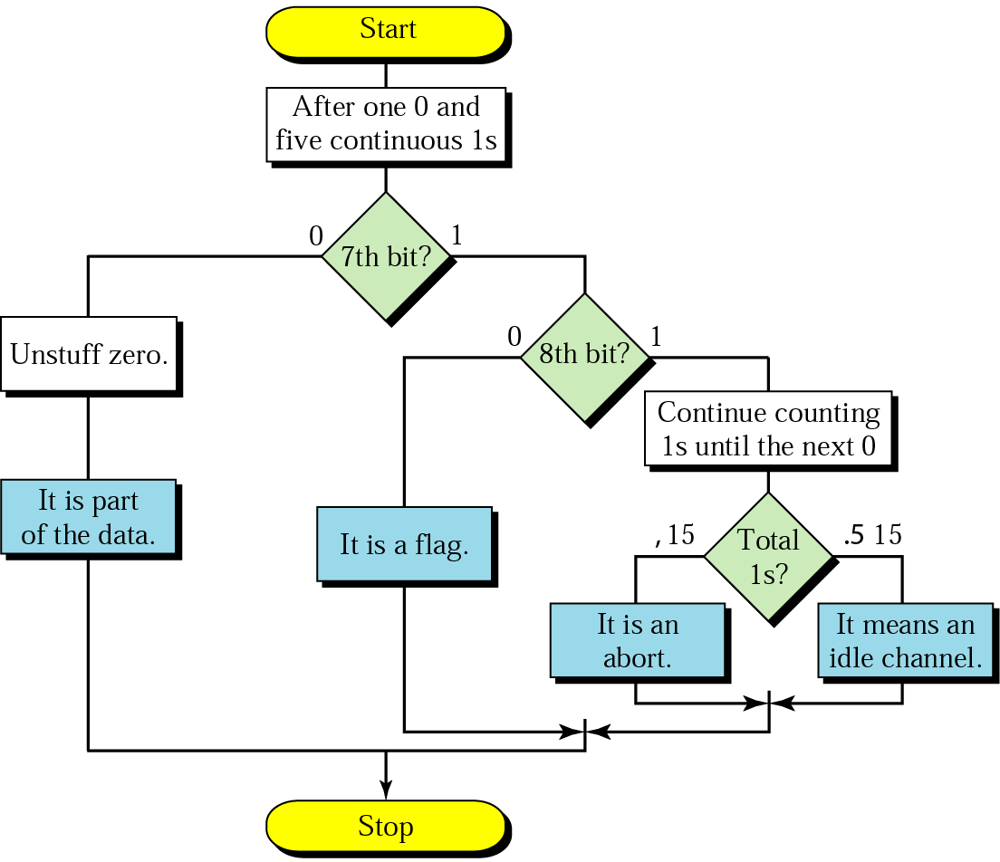 Start
After one 0 and
five continuous 1s
0
7th bit?
1
0
8th bit?
1
Unstuff zero.
Continue counting
1s until the next 0
It is part
of the data.
It is a flag.
, 15
Total
1s?
.5 15
It is an
abort.
It means an
idle channel.
Stop